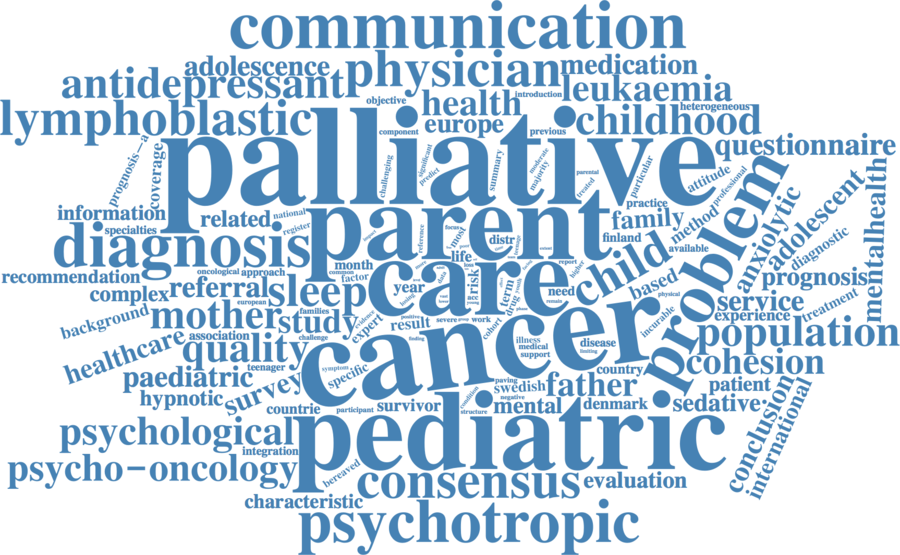 communication
adolescence
physician
medication
antidepressant
leukaemia
objective
health
introduction
heterogeneous
lymphoblastic
component
europe
previous
childhood
palliative
questionnaire
prognosis-a
coverage
challenging
significant
predict
summary
moderate
majority
parental
treated
particular
attitude
professional
practice
information
specialties
related
national
register
parent
family
finland
method
problem
anxiolytic
adolescent
mentalhealth
diagnosis
reference
focus
most
distr
life
child
available
diagnostic
recommendation
oncological
approach
month
common
factor
care
report
higher
based
physical
prognosis
complex
referral
sleep
year
risk
term
drug
need
remain
service
treatment
european
background
mother
families
study
evidence
expert
positive
result
severe
work
cohort
incurable
experience
population
healthcare
association
challenge
quality
finding
cancer
illness
medical
support
disease
limiting
cohesion
paediatric
teenager
symptom
specific
country
hypnotic
survey
paving
swedish
father
patient
negative
condition
structure
countrie
participant
survivor
mental
denmark
sedative
conclusion
international
psychological
integration
pediatric
psycho-oncology
bereaved
consensus
evaluation
characteristic
psychotropic